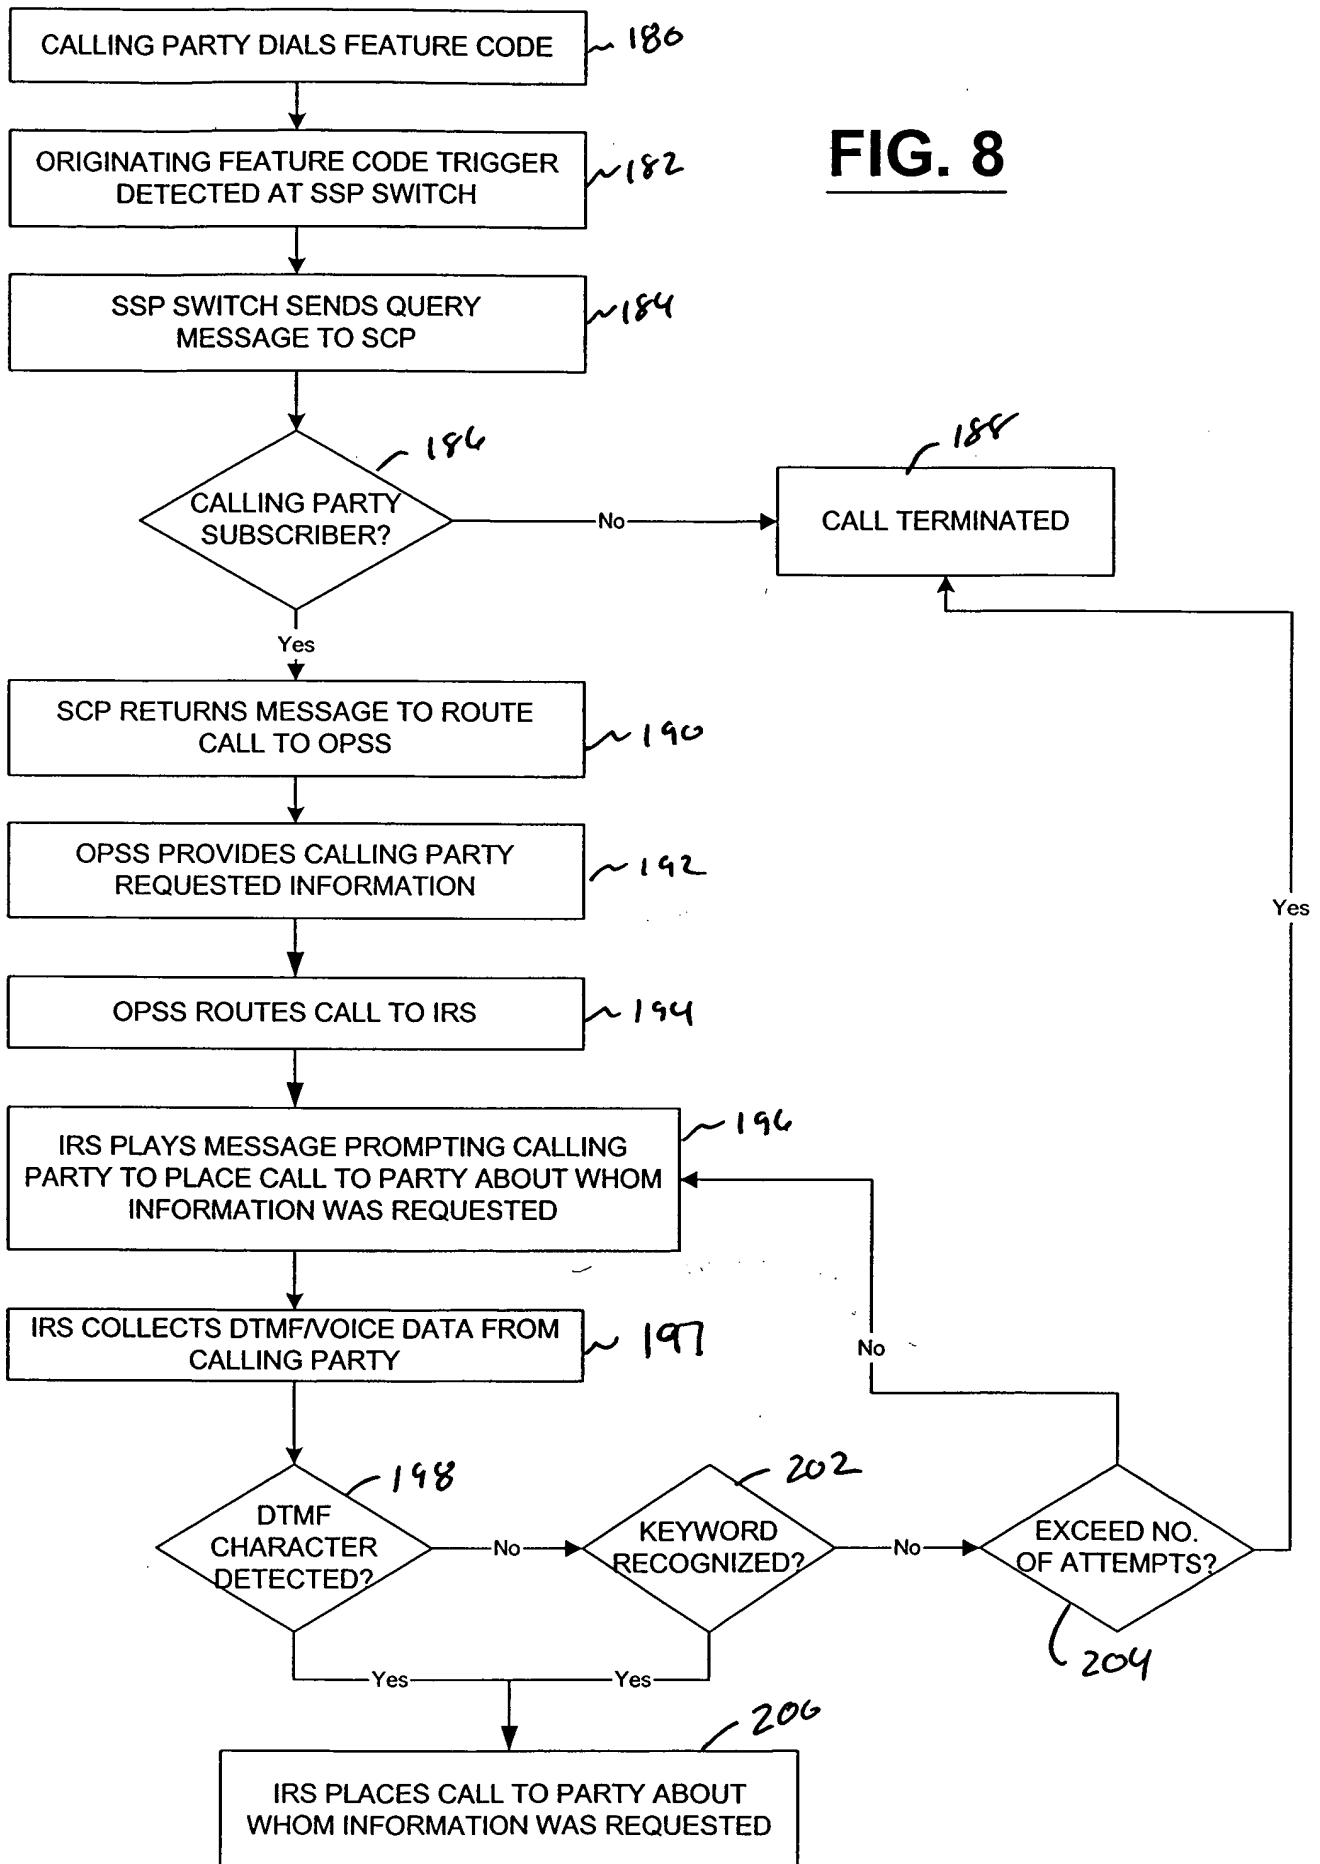 CALLING PARTY DIALS FEATURE CODE
180
FIG. 8
ORIGINATING FEATURE CODE TRIGGER
DETECTED AT SSP SWITCH
182
SSP SWITCH SENDS QUERY
MESSAGE TO SCP
184
186
CALLING PARTY
SUBSCRIBER?
No
188
CALL TERMINATED
Yes
SCP RETURNS MESSAGE TO ROUTE
CALL TO OPSS
190
OPSS PROVIDES CALLING PARTY
REQUESTED INFORMATION
192
Yes
OPSS ROUTES CALL TO IRS
194
IRS PLAYS MESSAGE PROMPTING CALLING
PARTY TO PLACE CALL TO PARTY ABOUT WHOM
INFORMATION WAS REQUESTED
196
IRS COLLECTS DTMF/VOICE DATA FROM
CALLING PARTY
197
No
198
DTMF
CHARACTER
DETECTED?
No
202
KEYWORD
RECOGNIZED?
No
EXCEED NO.
OF ATTEMPTS?
204
Yes
Yes
206
IRS PLACES CALL TO PARTY ABOUT
WHOM INFORMATION WAS REQUESTED